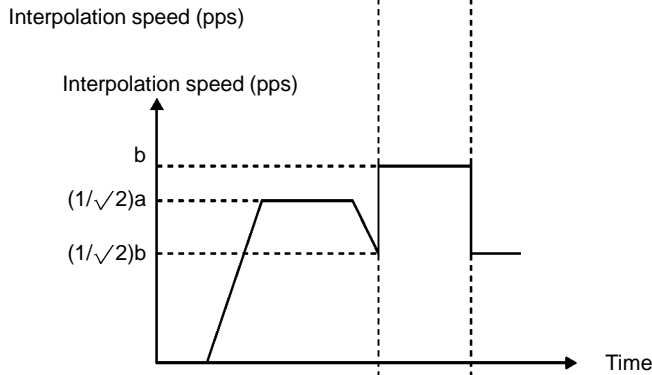 Interpolation speed (pps)
Interpolation speed (pps)
b
(1/√2)a
(1/√2)b
Time